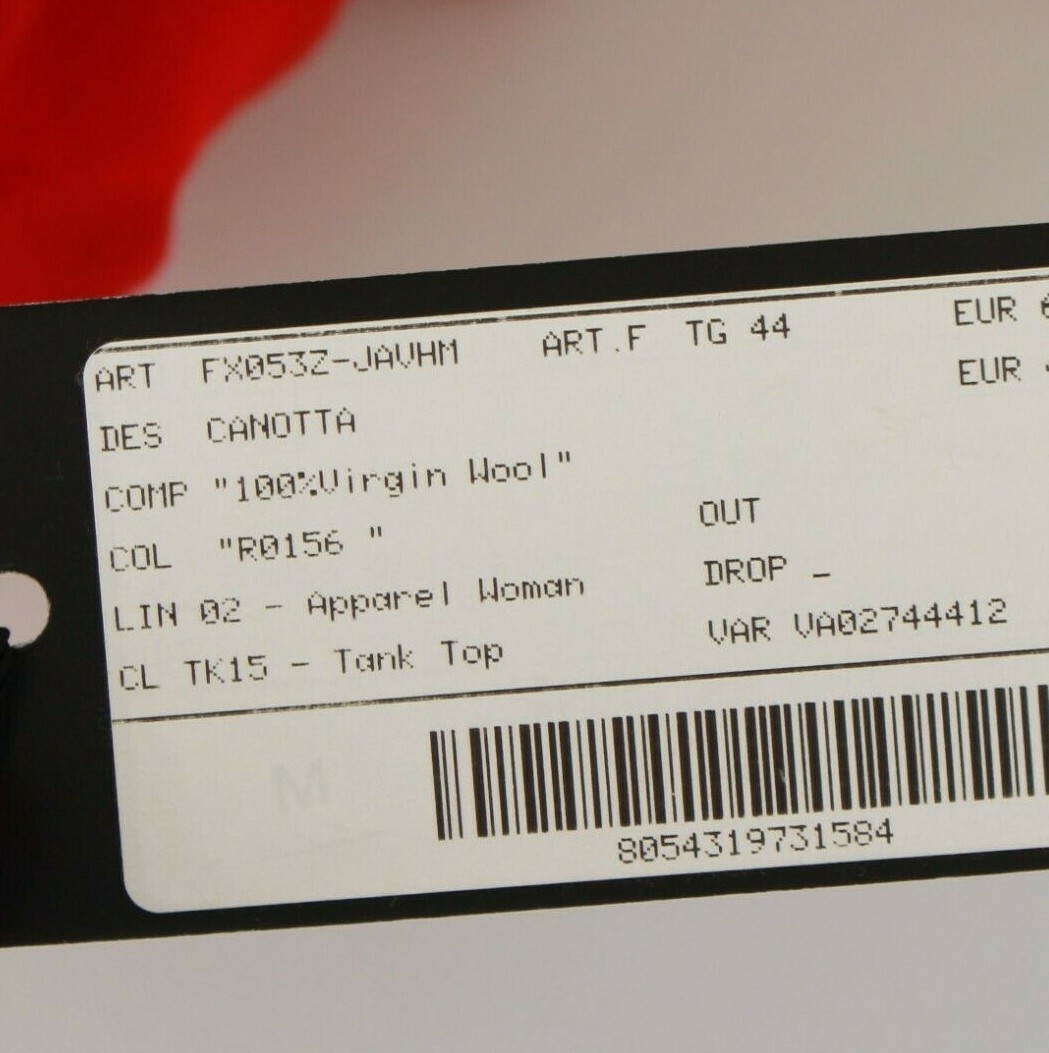 ART FX053Z-JAVHM ART.F TG 44 EUR
DES CANOTTA EUR
COMP "100%Virgin Wool"
COL "R0156 " OUT
LIN 02 - Apparel Woman DROP _
CL TK15 - Tank Top VAR VA02744412
M
8054319731584